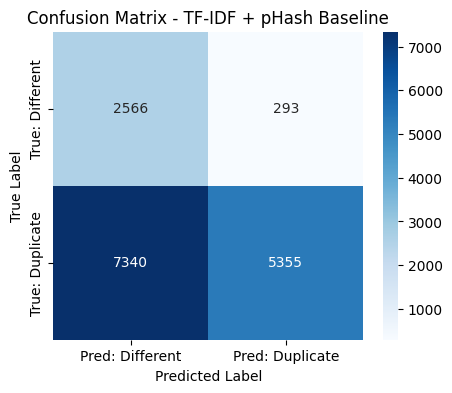 Confusion Matrix - TF-IDF + pHash Baseline
True Label
True: Different
True: Duplicate
2566
293
7340
5355
Pred: Different
Pred: Duplicate
Predicted Label
7000
6000
5000
4000
3000
2000
1000